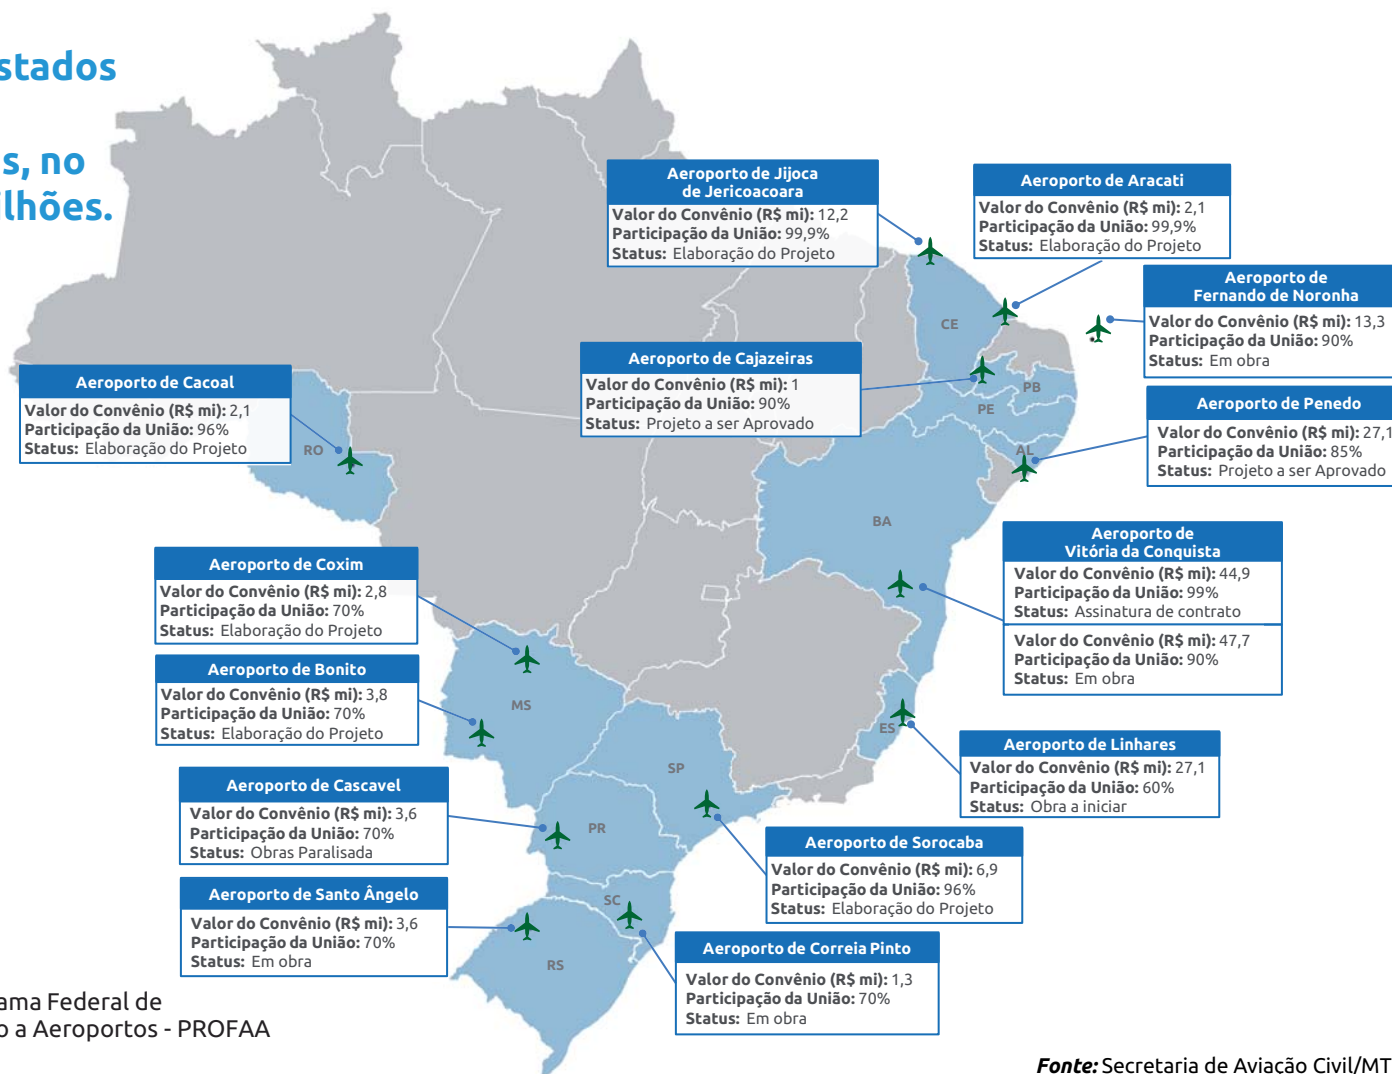 stados
s, no
ilhões.
Aeroporto de Jijoca
de Jericoacoara
Valor do Convênio (R$ mi): 12,2
Participação da União: 99,9%
Status: Elaboração do Projeto
Aeroporto de Aracati
Valor do Convênio (R$ mi): 2,1
Participação da União: 99,9%
Status: Elaboração do Projeto
Aeroporto de
Fernando de Noronha
Valor do Convênio (R$ mi): 13,3
Participação da União: 90%
Status: Em obra
CE
Aeroporto de Cajazeiras
Valor do Convênio (R$ mi): 1
Participação da União: 90%
Status: Projeto a ser Aprovado
Aeroporto de Cacoal
Valor do Convênio (R$ mi): 2,1
Participação da União: 96%
Status: Elaboração do Projeto
RO
PB
PE
AL
Aeroporto de Penedo
Valor do Convênio (R$ mi): 27,1
Participação da União: 85%
Status: Projeto a ser Aprovado
BA
Aeroporto de
Vitória da Conquista
Valor do Convênio (R$ mi): 44,9
Participação da União: 99%
Status: Assinatura de contrato
Valor do Convênio (R$ mi): 47,7
Participação da União: 90%
Status: Em obra
Aeroporto de Coxim
Valor do Convênio (R$ mi): 2,8
Participação da União: 70%
Status: Elaboração do Projeto
Aeroporto de Bonito
Valor do Convênio (R$ mi): 3,8
Participação da União: 70%
Status: Elaboração do Projeto
MS
ES
Aeroporto de Linhares
Valor do Convênio (R$ mi): 27,1
Participação da União: 60%
Status: Obra a iniciar
SP
Aeroporto de Cascavel
Valor do Convênio (R$ mi): 3,6
Participação da União: 70%
Status: Obras Paralisada
PR
Aeroporto de Sorocaba
Valor do Convênio (R$ mi): 6,9
Participação da União: 96%
Status: Elaboração do Projeto
Aeroporto de Santo Ângelo
Valor do Convênio (R$ mi): 3,6
Participação da União: 70%
Status: Em obra
SC
RS
Aeroporto de Correia Pinto
Valor do Convênio (R$ mi): 1,3
Participação da União: 70%
Status: Em obra
ama Federal de
o a Aeroportos - PROFAA
Fonte: Secretaria de Aviação Civil/MT